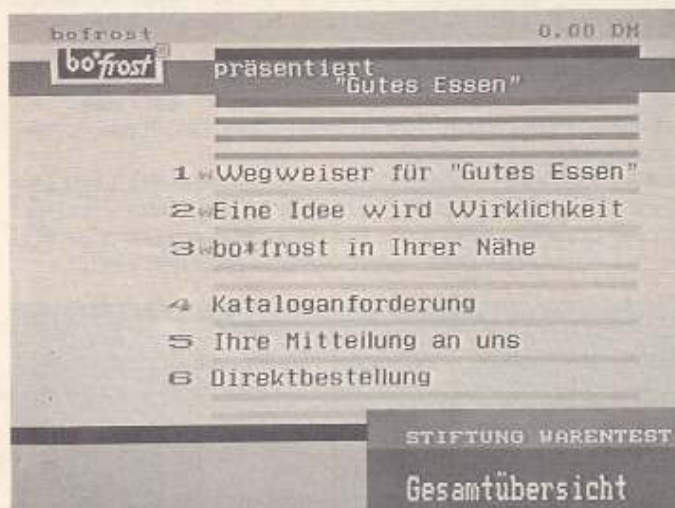 bofrost 0.00 DM
bo*frost
präsentiert
"Gutes Essen"
1 w Wegweiser für "Gutes Essen"
2 w Eine Idee wird Wirklichkeit
3 w bo*frost in Ihrer Nähe
4 Kataloganforderung
5 Ihre Mitteilung an uns
6 Direktbestellung
STIFTUNG WARENTEST
Gesamtübersicht